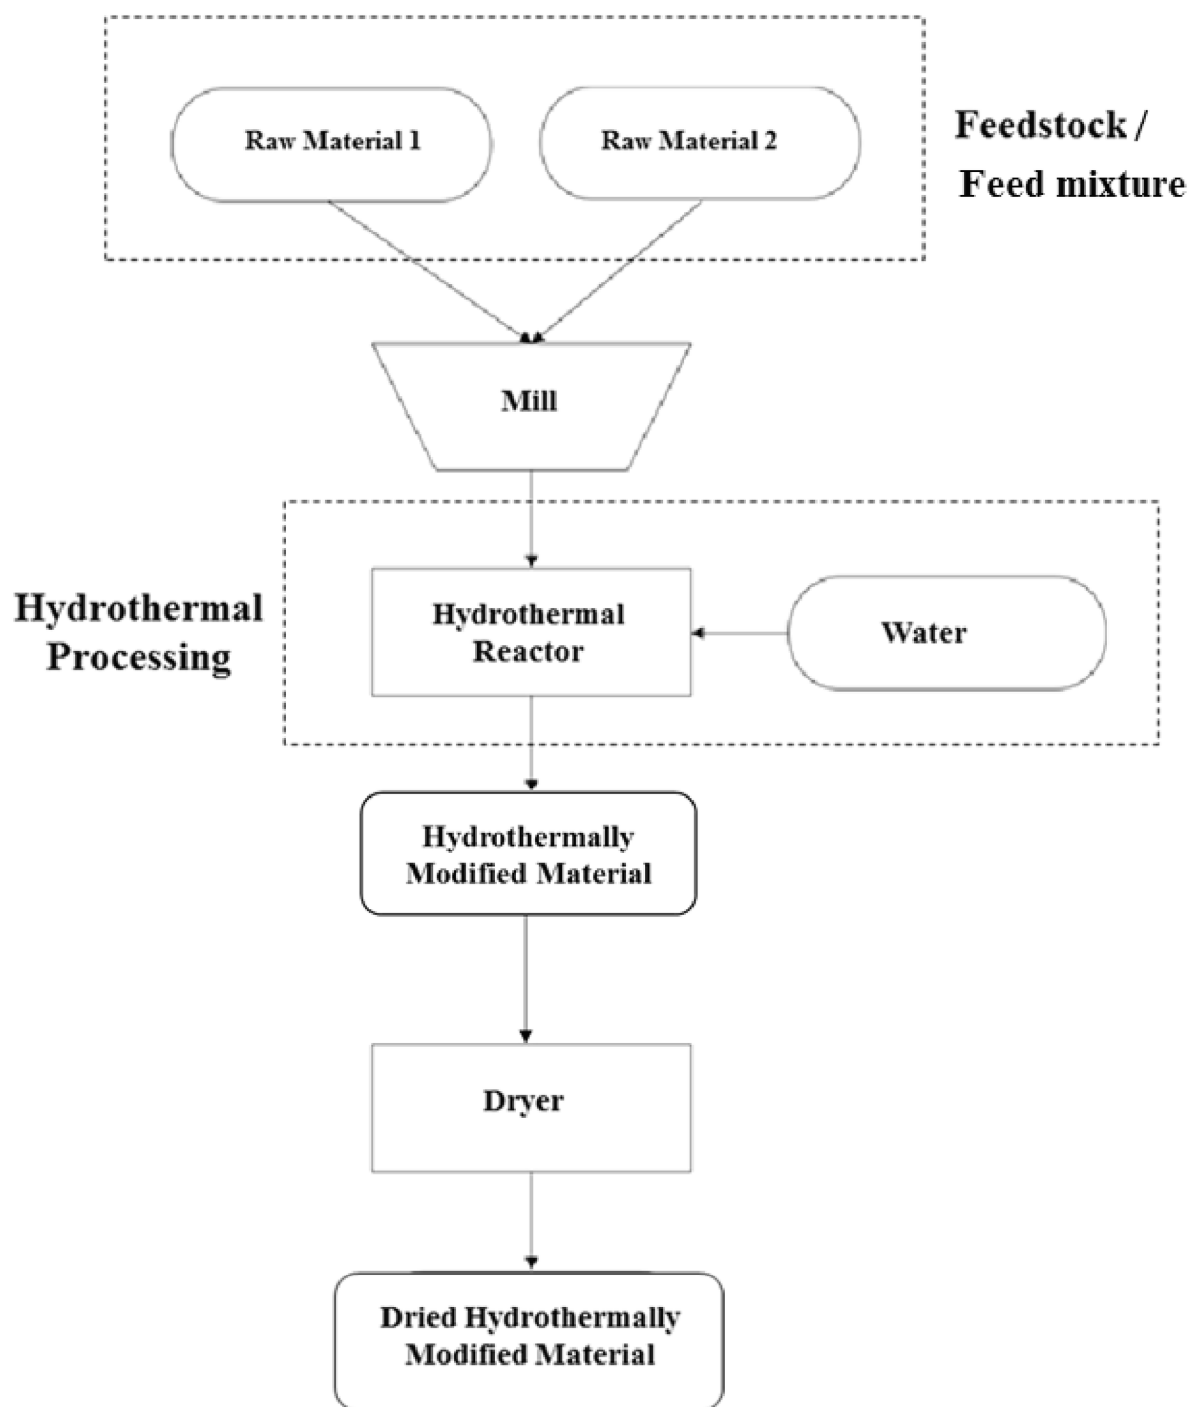 Raw Material 1
Raw Material 2
Feedstock /
Feed mixture
Mill
Hydrothermal
Processing
Hydrothermal
Reactor
Water
Hydrothermally
Modified Material
Dryer
Dried Hydrothermally
Modified Material